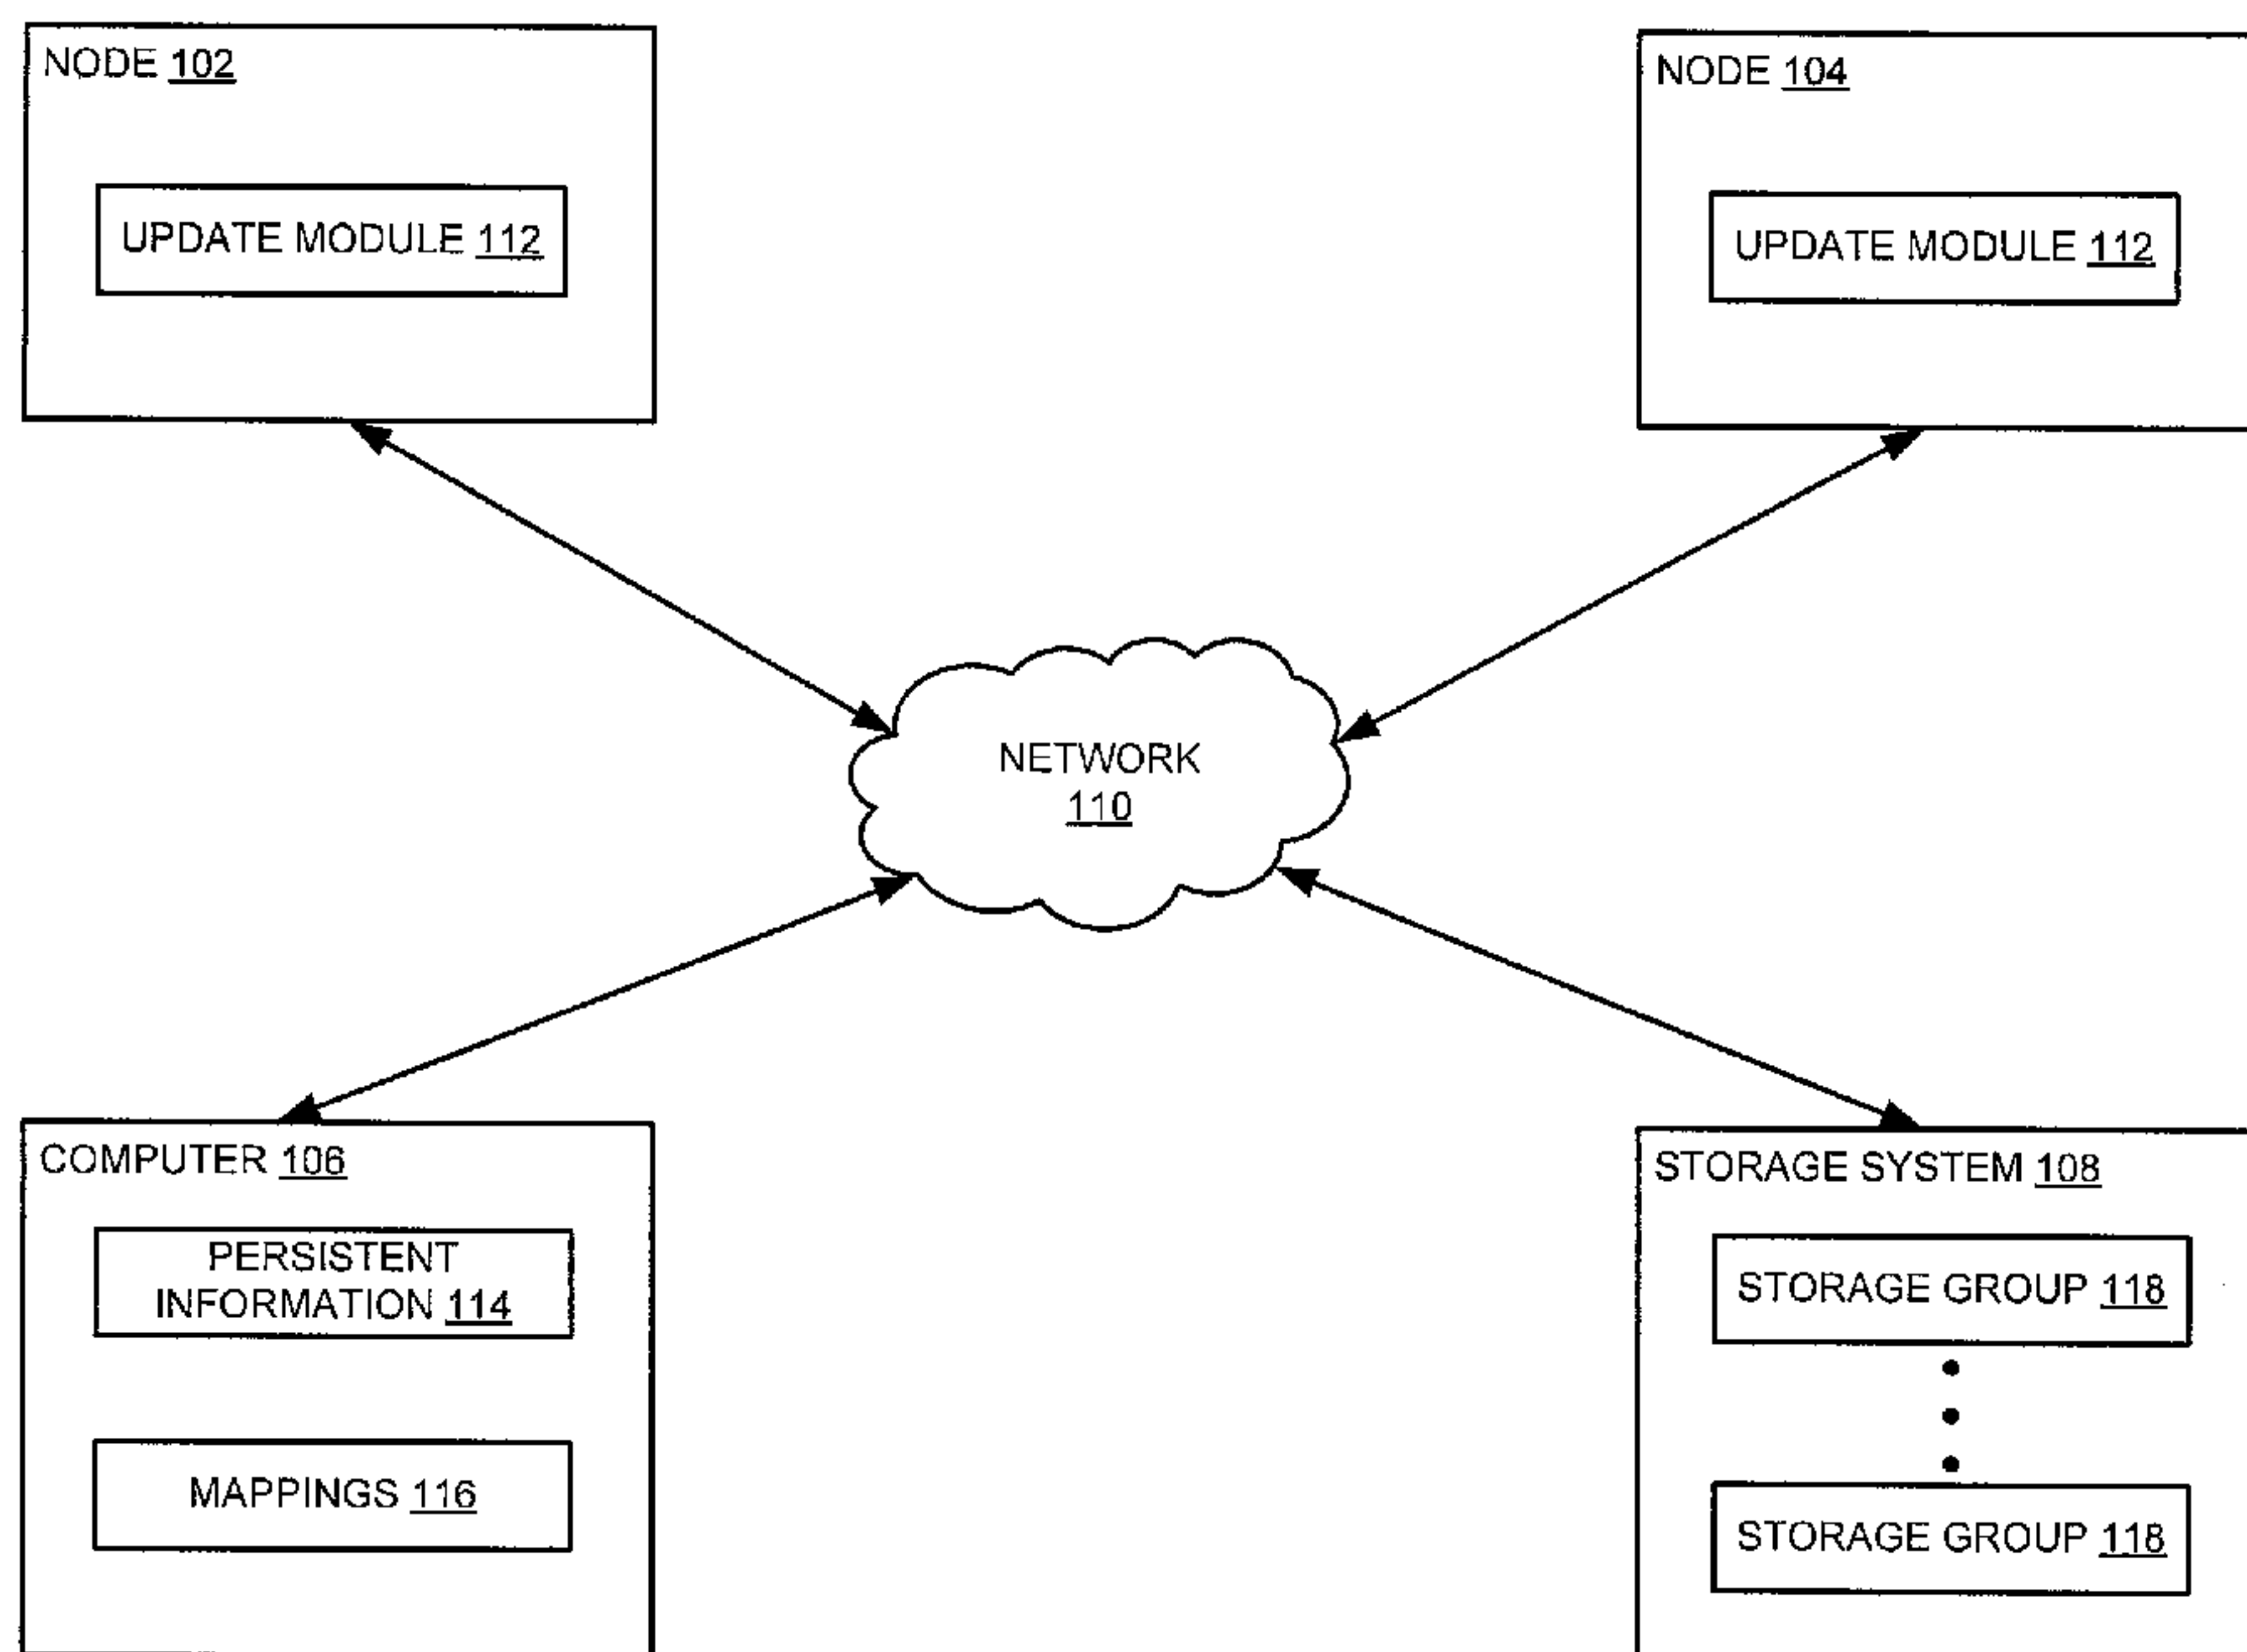 NODE 102
UPDATE MODULE 112
NODE 104
UPDATE MODULE 112
NETWORK
110
COMPUTER 106
PERSISTENT
INFORMATION 114
MAPPINGS 116
STORAGE SYSTEM 108
STORAGE GROUP 118
STORAGE GROUP 118